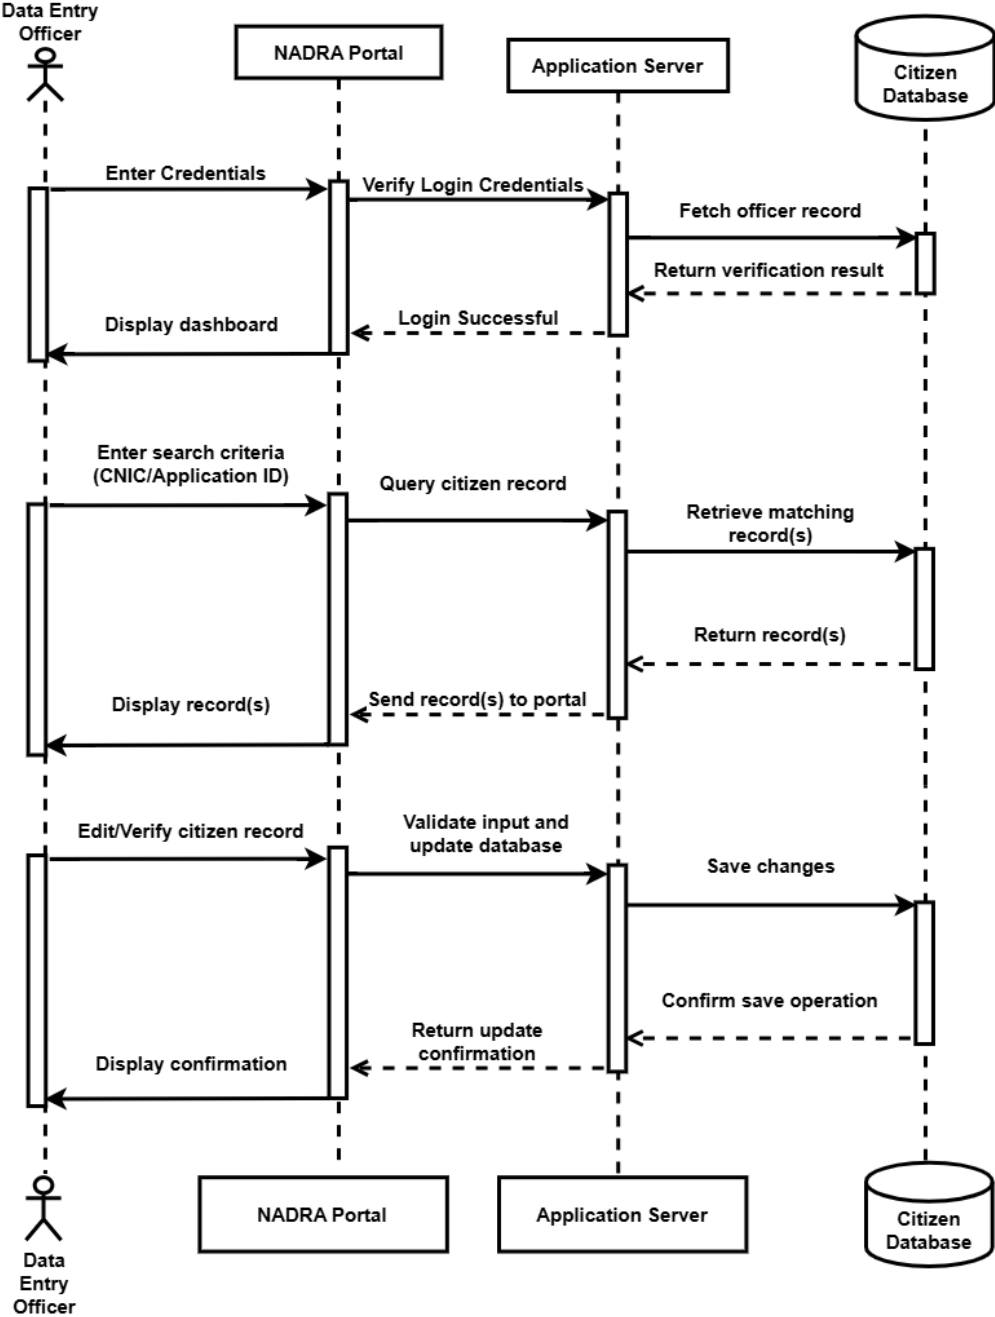 Data Entry
Officer
NADRA Portal
Application Server
Citizen
Database
Enter Credentials
Verify Login Credentials
Fetch officer record
Return verification result
Login Successful
Display dashboard
Enter search criteria
(CNIC/Application ID)
Query citizen record
Retrieve matching
record(s)
Return record(s)
Send record(s) to portal
Display record(s)
Edit/Verify citizen record
Validate input and
update database
Save changes
Confirm save operation
Return update
confirmation
Display confirmation
Data
Entry
Officer
NADRA Portal
Application Server
Citizen
Database